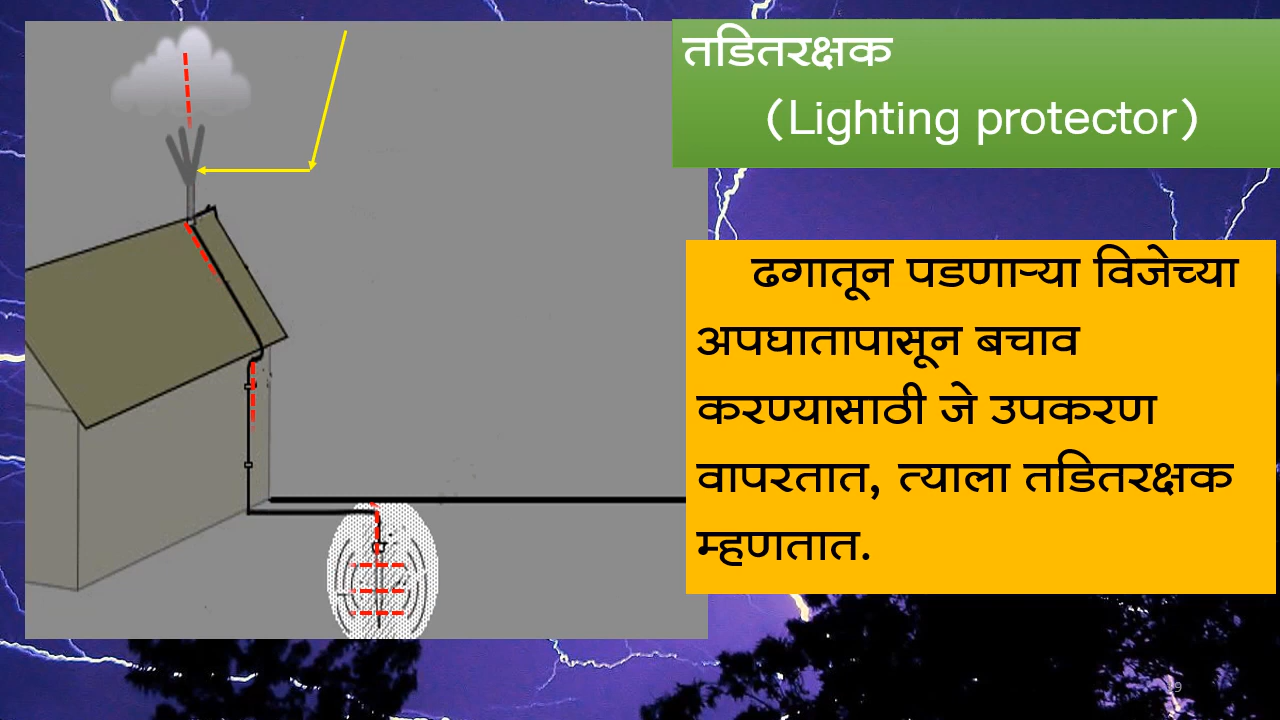 तडितरक्षक
(Lighting protector)
ढगातून पडणाऱ्या विजेच्या
अपघातापासून बचाव
करण्यासाठी जे उपकरण
वापरतात, त्याला तडितरक्षक
म्हणतात.